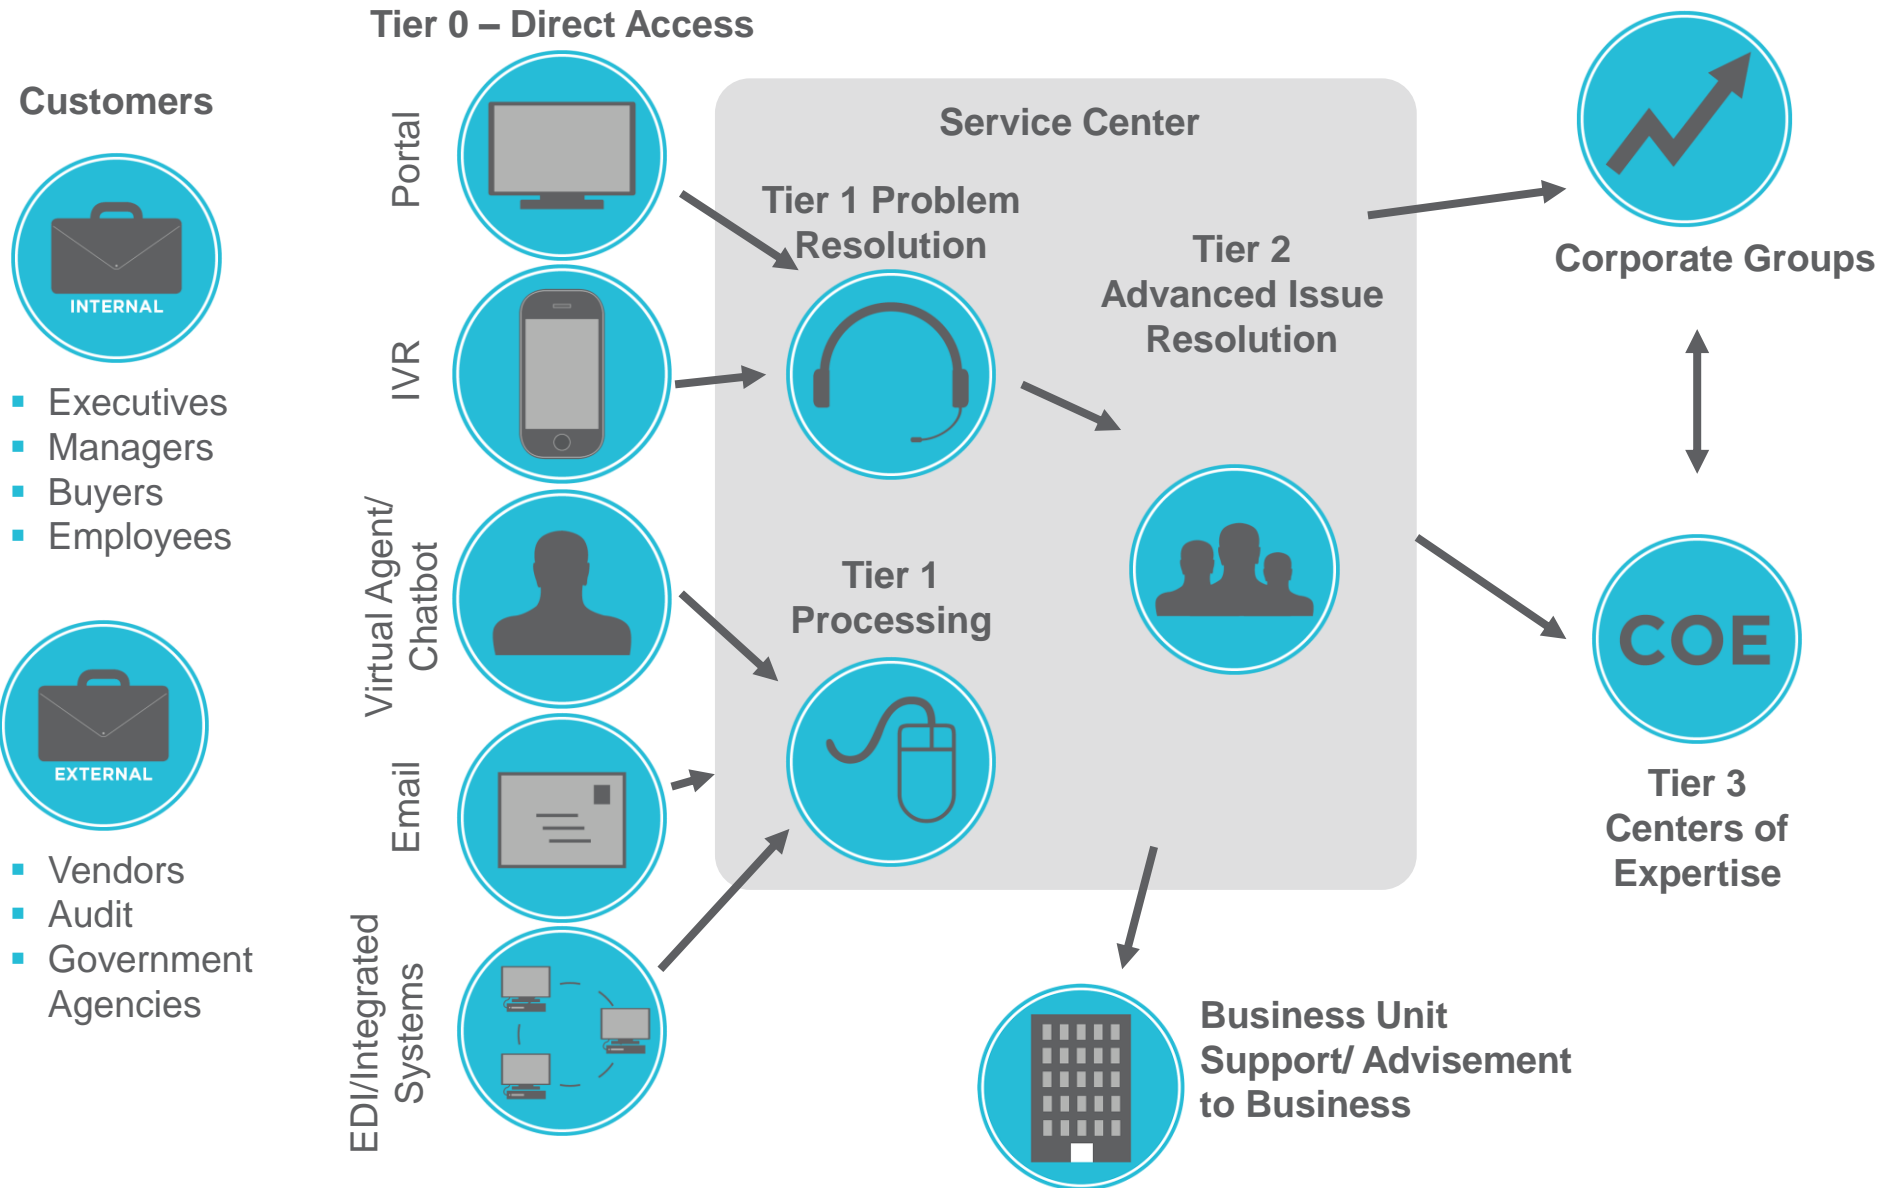 Tier 0 – Direct Access
Customers
INTERNAL
Executives
Managers
Buyers
Employees
EXTERNAL
Vendors
Audit
Government
Agencies
Portal
IVR
Virtual Agent/
Chatbot
Email
EDI/Integrated
Systems
Service Center
Tier 1 Problem
Resolution
Tier 1
Processing
Tier 2
Advanced Issue
Resolution
Corporate Groups
COE
Tier 3
Centers of
Expertise
Business Unit
Support/ Advisement
to Business